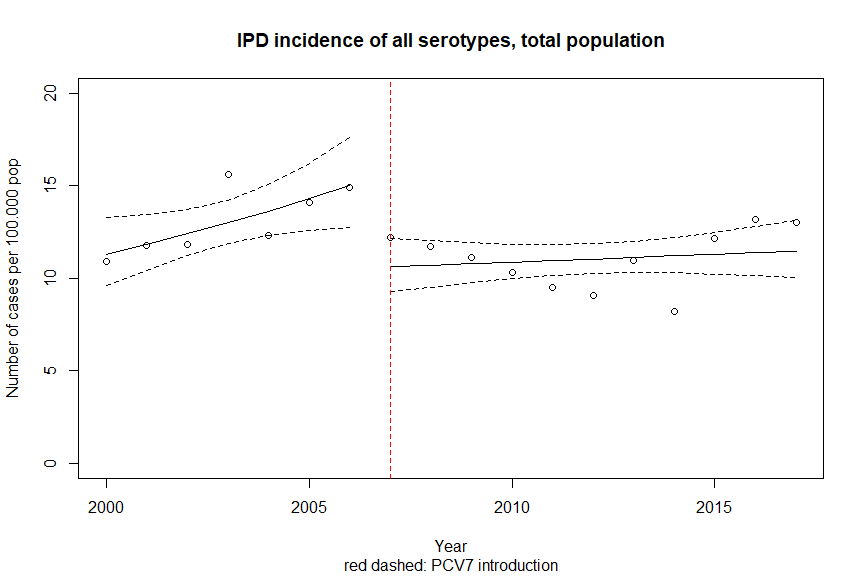 IPD incidence of all serotypes, total population
Number of cases per 100.000 pop
20
15
10
5
0
2000 2005 2010 2015
Year
red dashed: PCV7 introduction